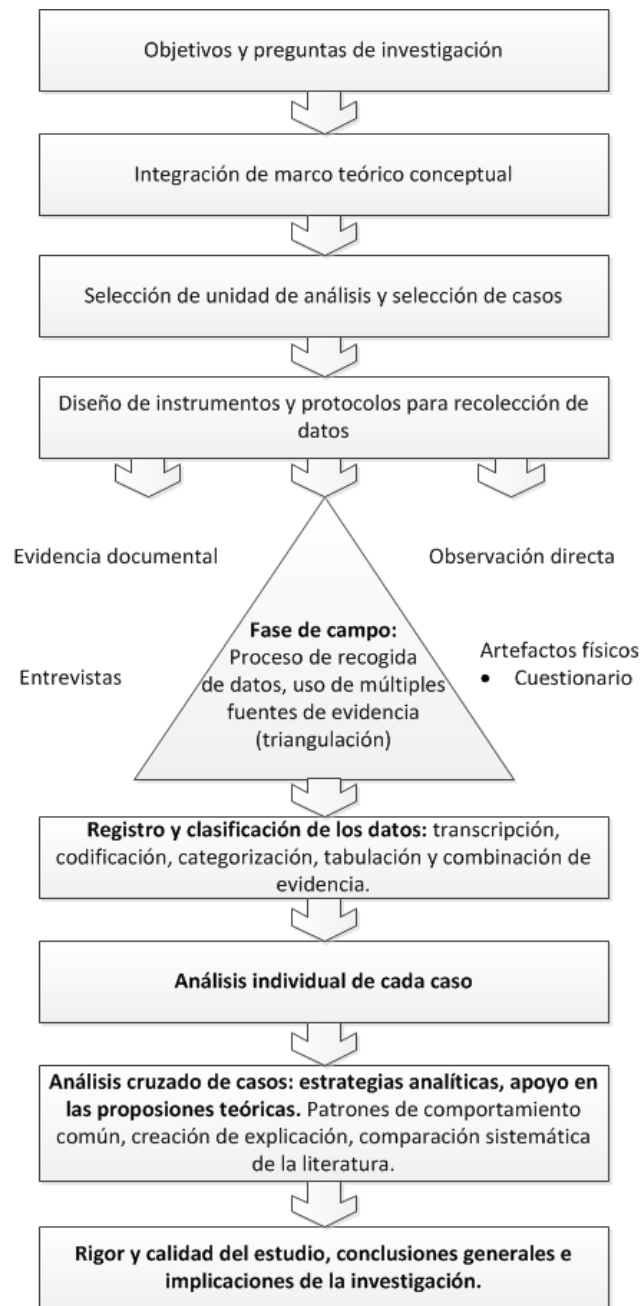 Objetivos y preguntas de investigación
Integración de marco teórico conceptual
Selección de unidad de análisis y selección de casos
Diseño de instrumentos y protocolos para recolección de
datos
Evidencia documental
Observación directa
Entrevistas
Fase de campo:
Proceso de recogida
de datos, uso de múltiples
fuentes de evidencia
(triangulación)
Artefactos físicos
• Cuestionario
Registro y clasificación de los datos: transcripción,
codificación, categorización, tabulación y combinación de
evidencia.
Análisis individual de cada caso
Análisis cruzado de casos: estrategias analíticas, apoyo en
las proposiones teóricas. Patrones de comportamiento
común, creación de explicación, comparación sistemática
de la literatura.
Rigor y calidad del estudio, conclusiones generales e
implicaciones de la investigación.